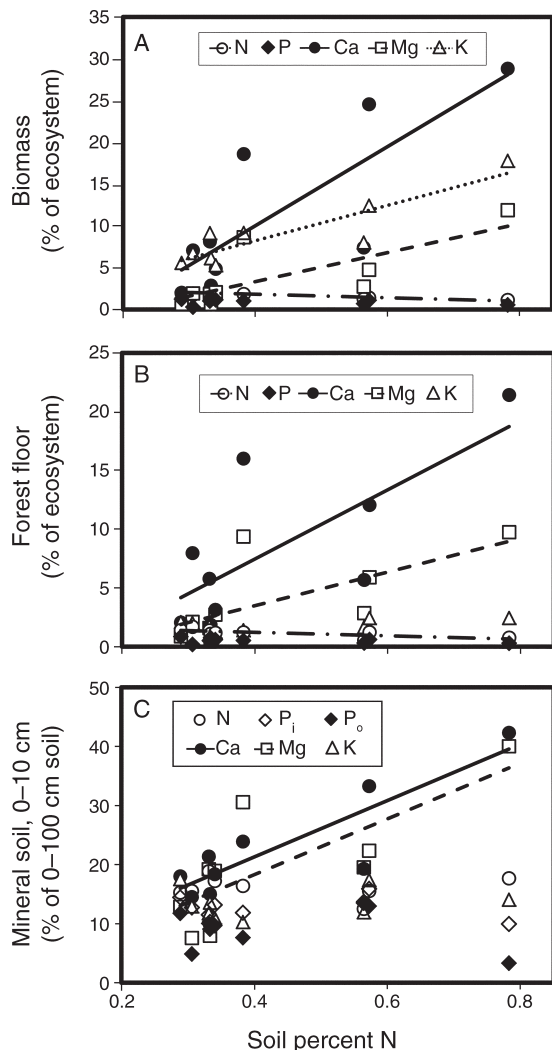 A
N P Ca Mg K
Biomass
(% of ecosystem)
35
30
25
20
15
10
5
0
B
N P Ca Mg K
Forest floor
(% of ecosystem)
25
20
15
10
5
0
C
N Pi Po
Ca Mg K
Mineral soil, 0–10 cm
(% of 0–100 cm soil)
50
40
30
20
10
0
0.2 0.4 0.6 0.8
Soil percent N